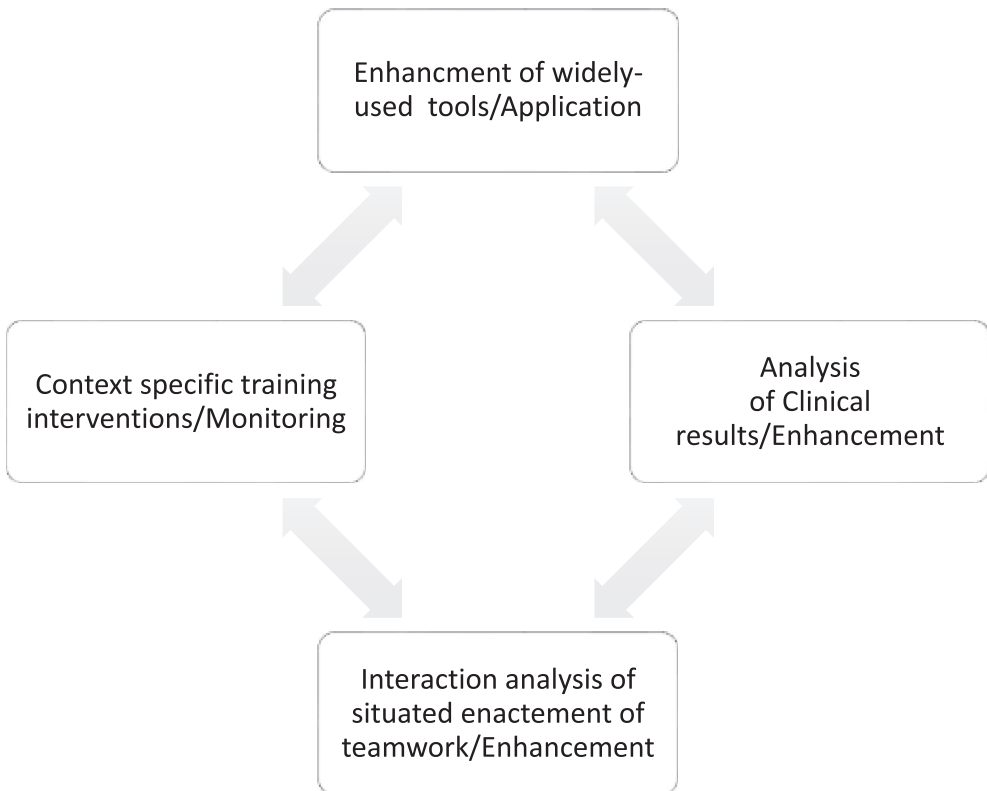 Enhancment of widely-
used  tools/Application
Context specific training
interventions/Monitoring
Analysis
of Clinical
results/Enhancement
Interaction analysis of
situated enactement of
teamwork/Enhancement